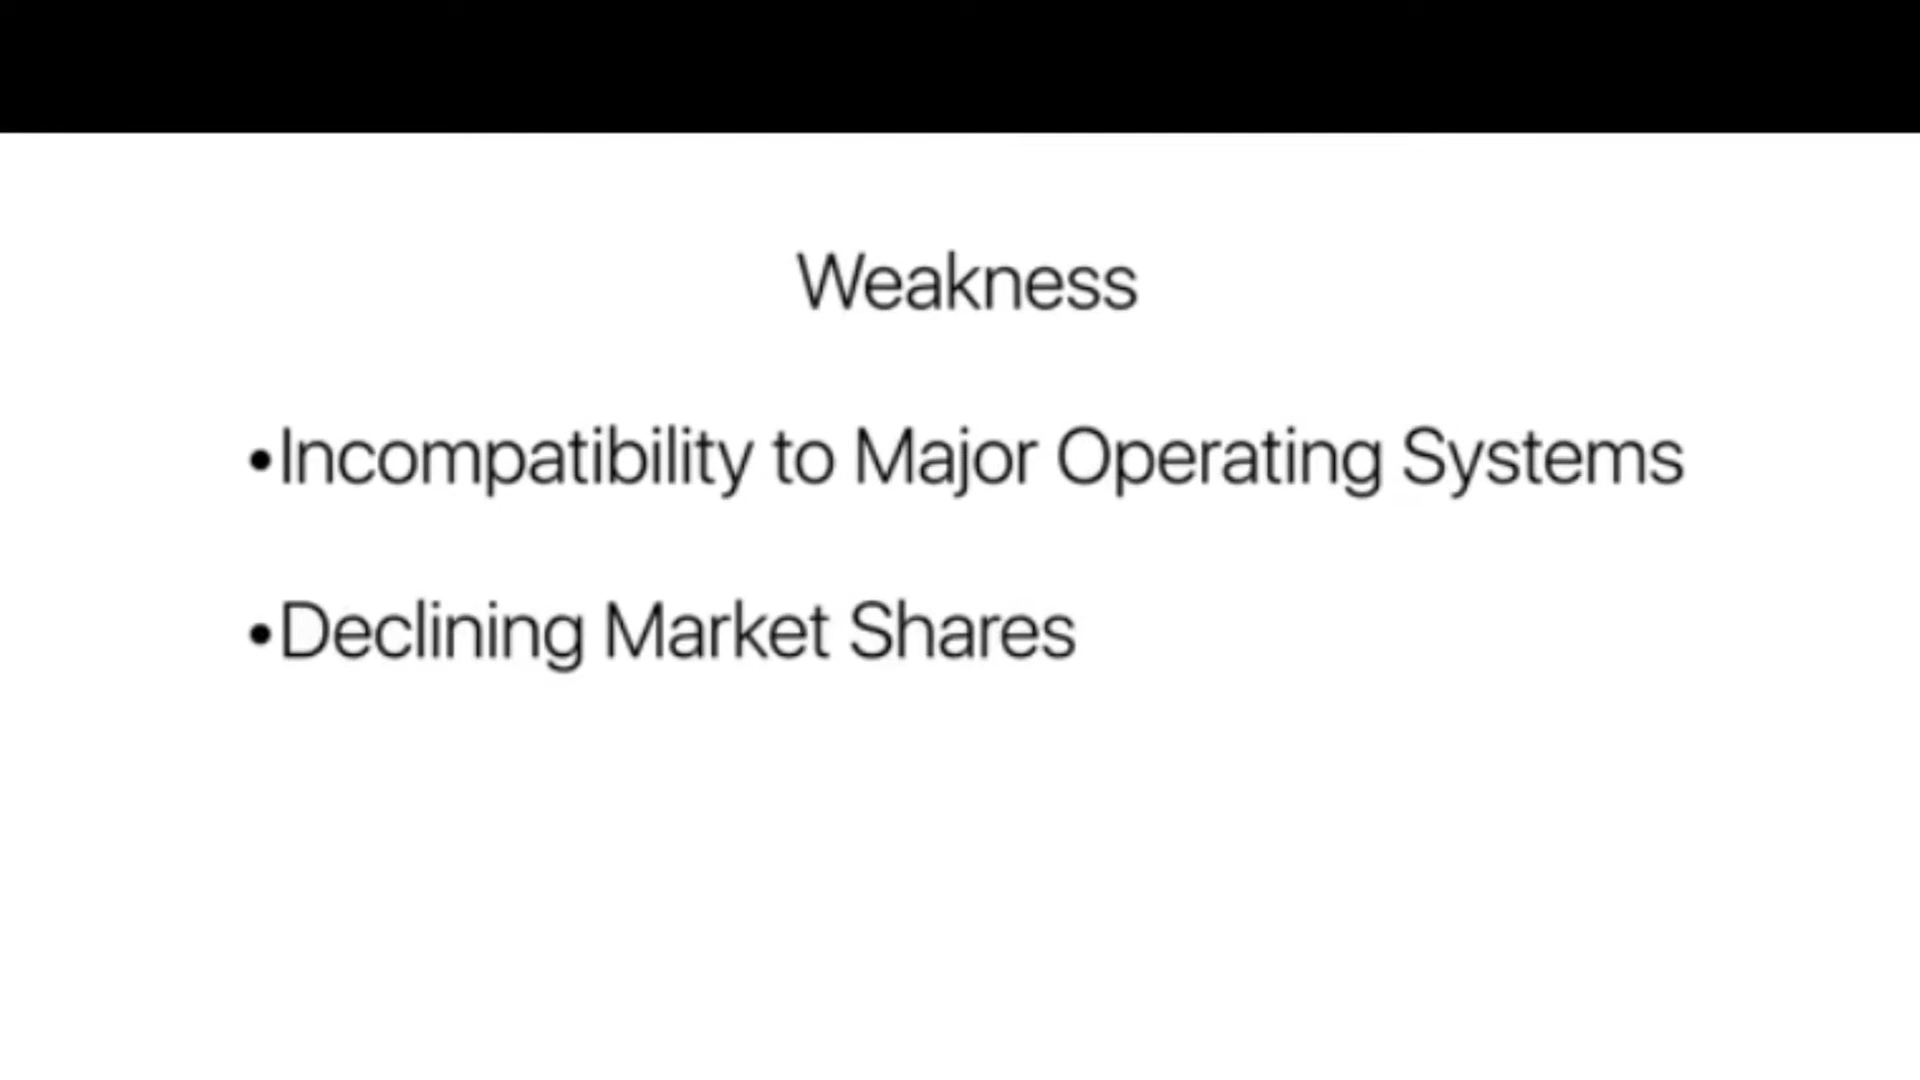 Weakness
•Incompatibility to Major Operating Systems
•Declining Market Shares